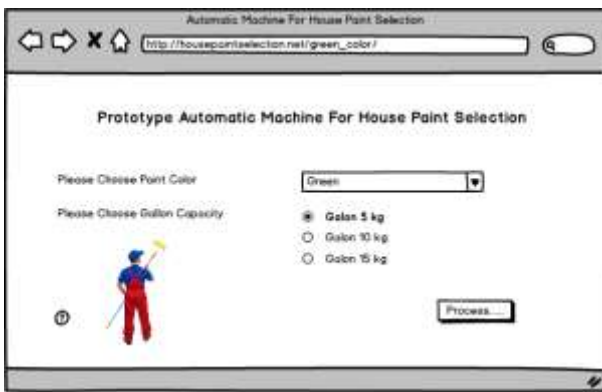 Automatic Machine For House Paint Selection
http://housepaintselection.net/green_color/
Prototype Automatic Machine For House Paint Selection
Please Choose Paint Color
Green
Please Choose Gallon Capacity
Galon 5 kg
Galon 10 kg
Galon 15 kg
?
Process....